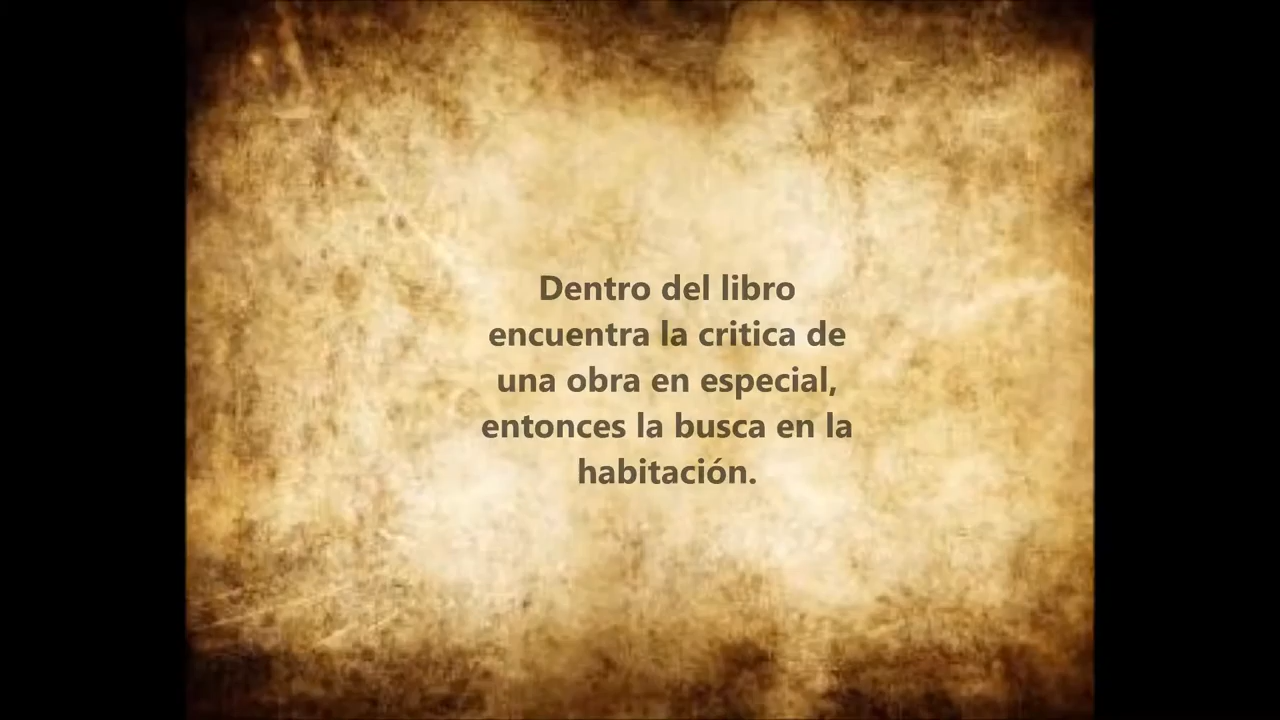 Dentro del libro
encuentra la critica de
una obra en especial,
entonces la busca en la
habitación.